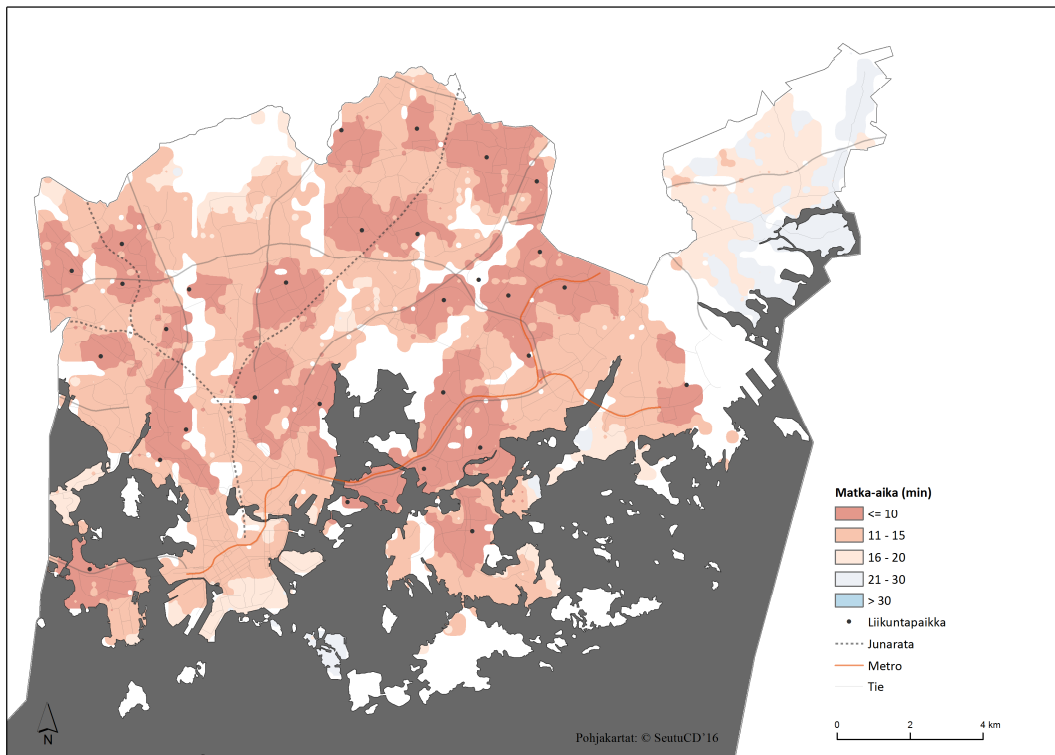 Matka-aika (min)
<= 10
11 - 15
16 - 20
21 - 30
> 30
Liikuntapaikka
Junarata
Metro
Tie
0 2 4 km
N
Pohjakartat: © SeutuCD’16